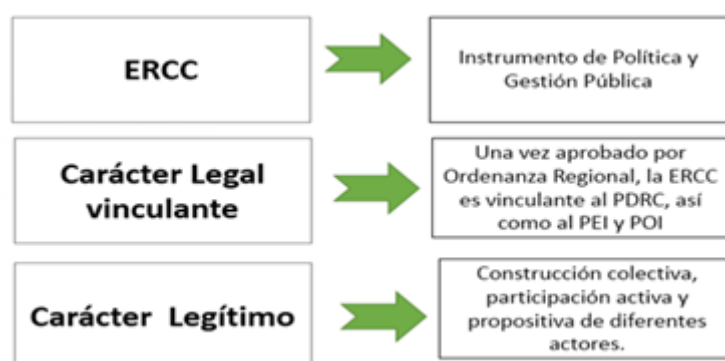 ERCC
Instrumento de Política y
Gestión Pública
Carácter Legal
vinculante
Una vez aprobado por
Ordenanza Regional, la ERCC
es vinculante al PDRC, así
como al PEI y POI
Carácter Legítimo
Construcción colectiva,
participación activa y
propositiva de diferentes
actores.